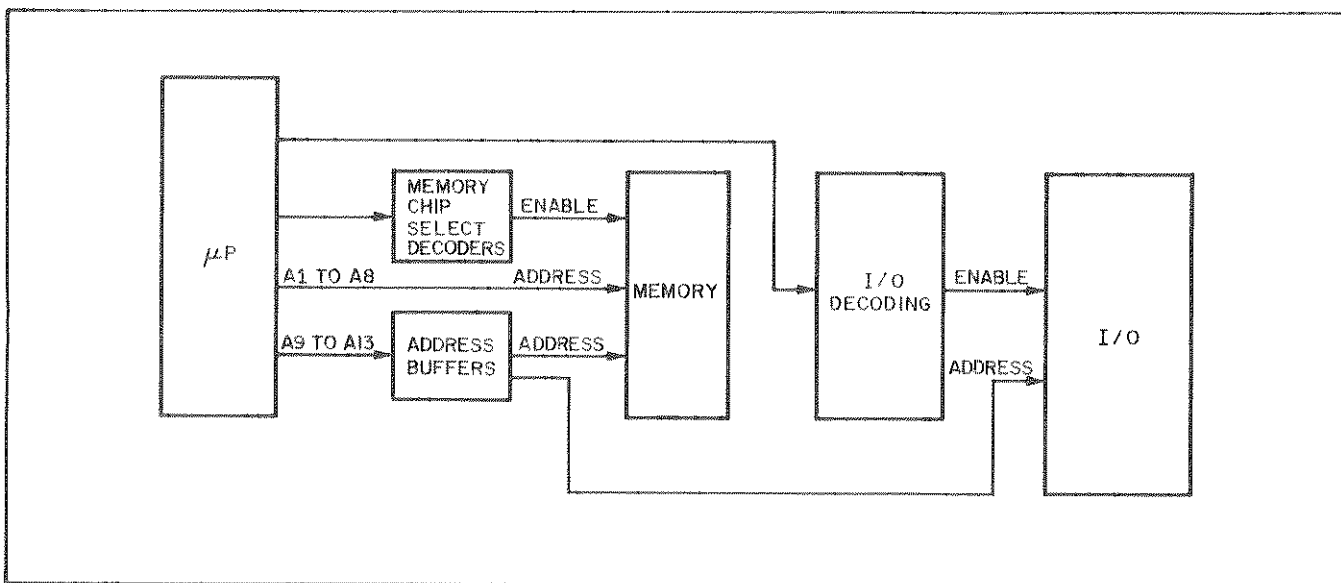 μP
MEMORY
CHIP
SELECT
DECODERS
ENABLE
A1 TO A8
ADDRESS
A9 TO A13
ADDRESS
BUFFERS
ADDRESS
MEMORY
I/O
DECODING
ENABLE
ADDRESS
I/O